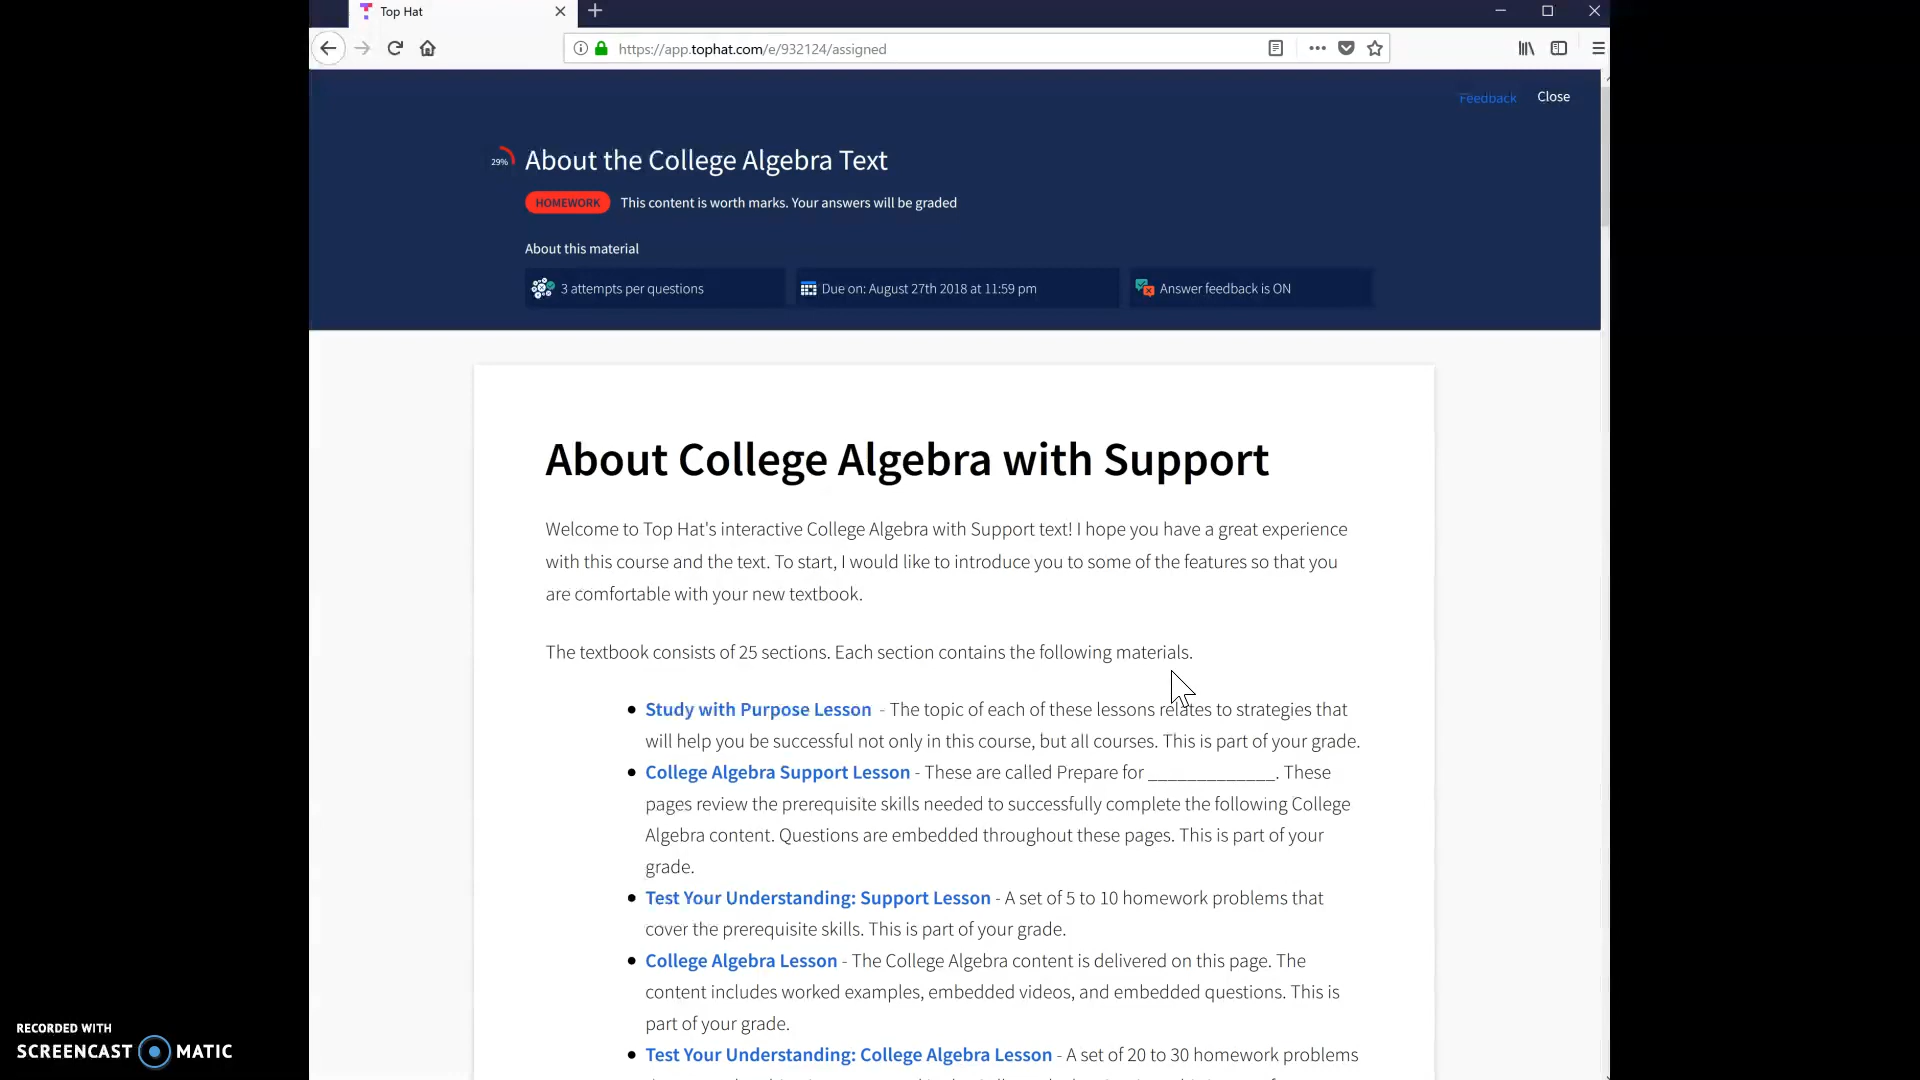 Top Hat
https://app.tophat.com/e/932124/assigned
Feedback Close
29% About the College Algebra Text
HOMEWORK This content is worth marks. Your answers will be graded
About this material
3 attempts per questions Due on: August 27th 2018 at 11:59 pm Answer feedback is ON
About College Algebra with Support
Welcome to Top Hat's interactive College Algebra with Support text! I hope you have a great experience
with this course and the text. To start, I would like to introduce you to some of the features so that you
are comfortable with your new textbook.
The textbook consists of 25 sections. Each section contains the following materials.
Study with Purpose Lesson - The topic of each of these lessons relates to strategies that
will help you be successful not only in this course, but all courses. This is part of your grade.
College Algebra Support Lesson - These are called Prepare for _____________. These
pages review the prerequisite skills needed to successfully complete the following College
Algebra content. Questions are embedded throughout these pages. This is part of your
grade.
Test Your Understanding: Support Lesson - A set of 5 to 10 homework problems that
cover the prerequisite skills. This is part of your grade.
College Algebra Lesson - The College Algebra content is delivered on this page. The
content includes worked examples, embedded videos, and embedded questions. This is
part of your grade.
Test Your Understanding: College Algebra Lesson - A set of 20 to 30 homework problems
RECORDED WITH
SCREENCAST MATIC